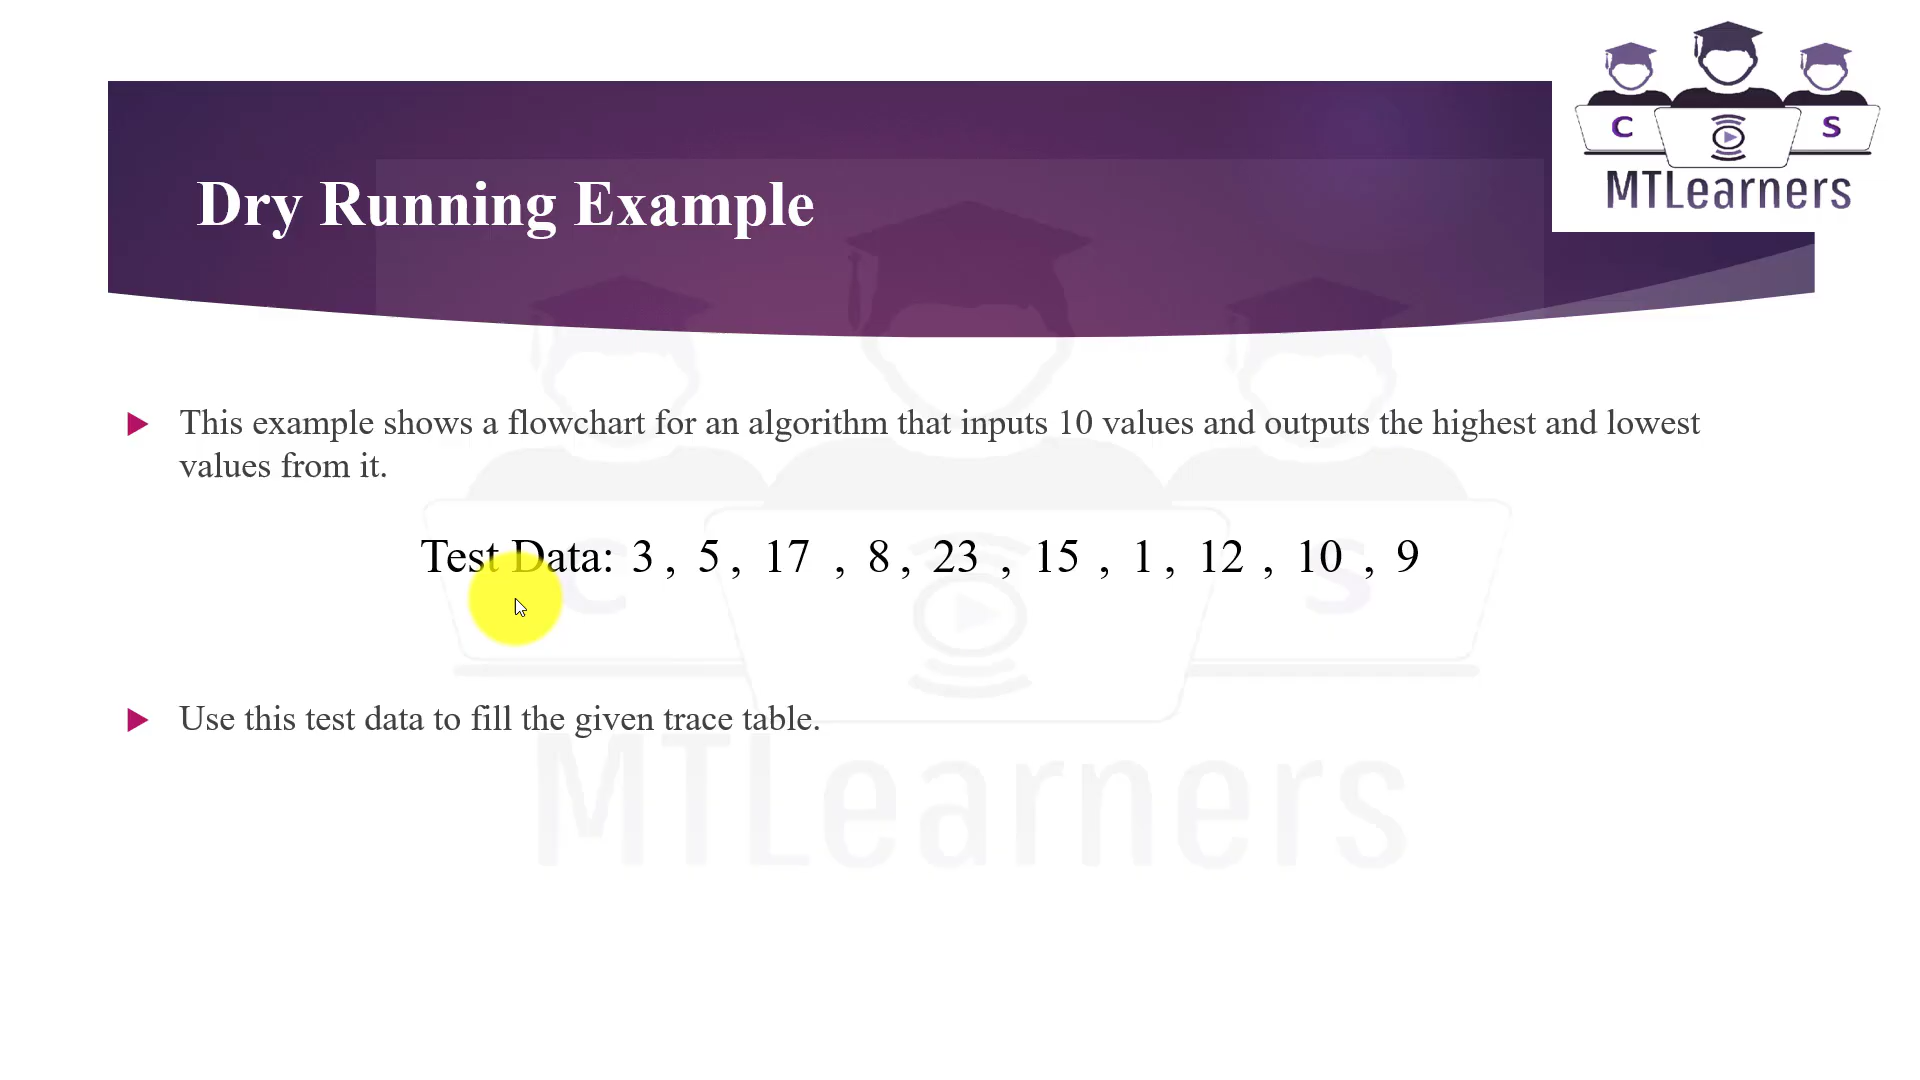 C S
MTLearners
Dry Running Example
This example shows a flowchart for an algorithm that inputs 10 values and outputs the highest and lowest
values from it.
Test Data: 3 , 5 , 17 , 8 , 23 , 15 , 1 , 12 , 10 , 9
C S
Use this test data to fill the given trace table.
MTLearners